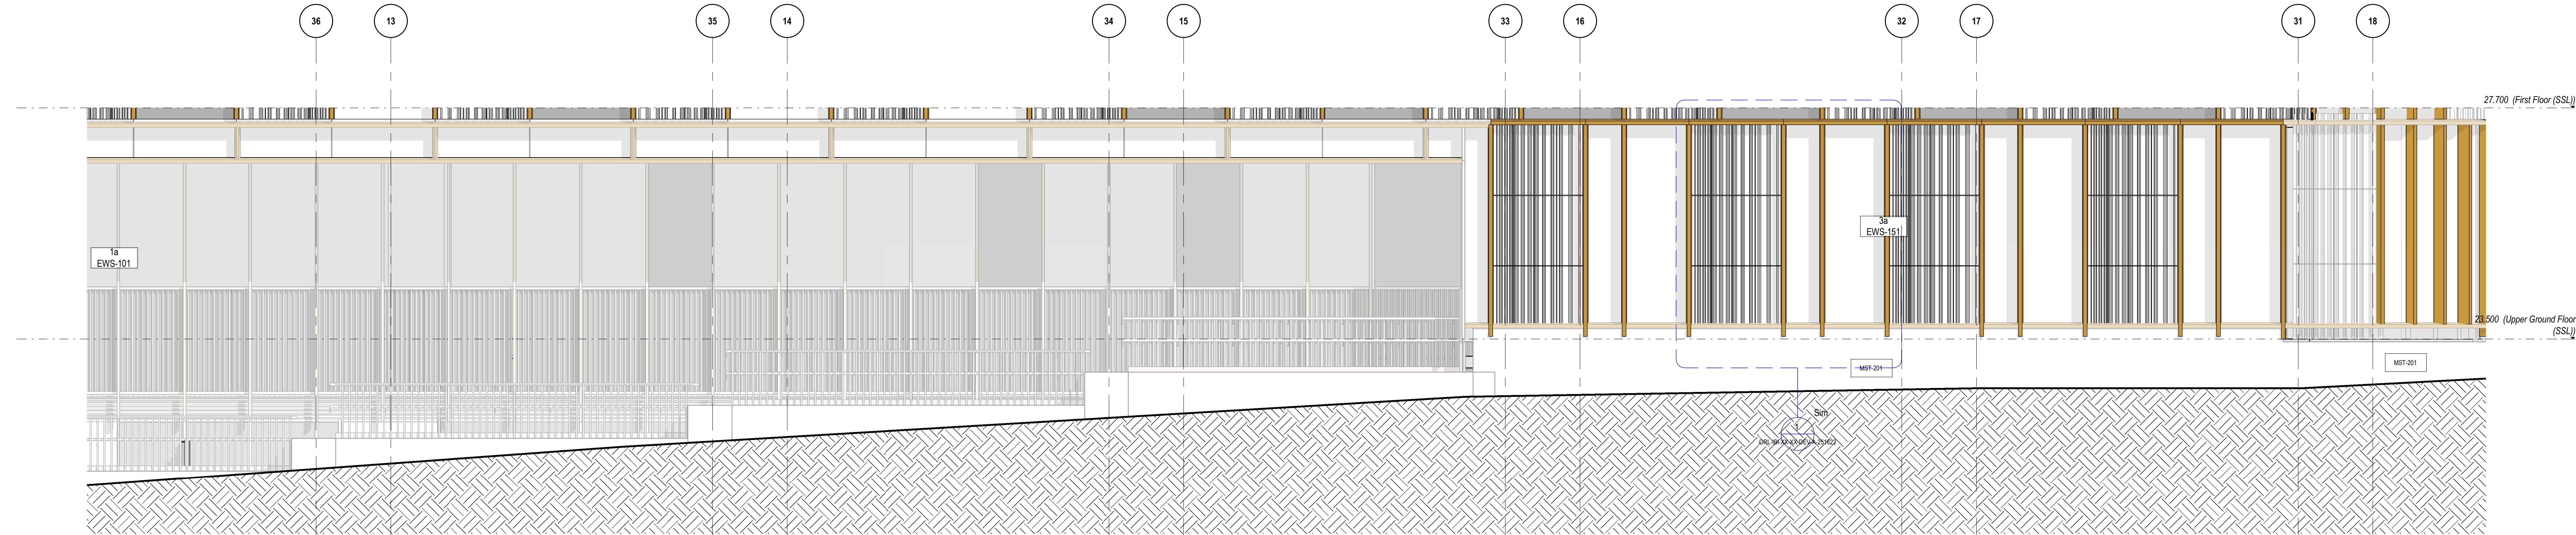 36 13 35 14 34 15 33 16 32 17 31 18
27.700 (First Floor (SSL))
3a
EWS-151
1a
EWS-101
23.500 (Upper Ground Floor
(SSL))
MST-201
MST-201
Sim
1